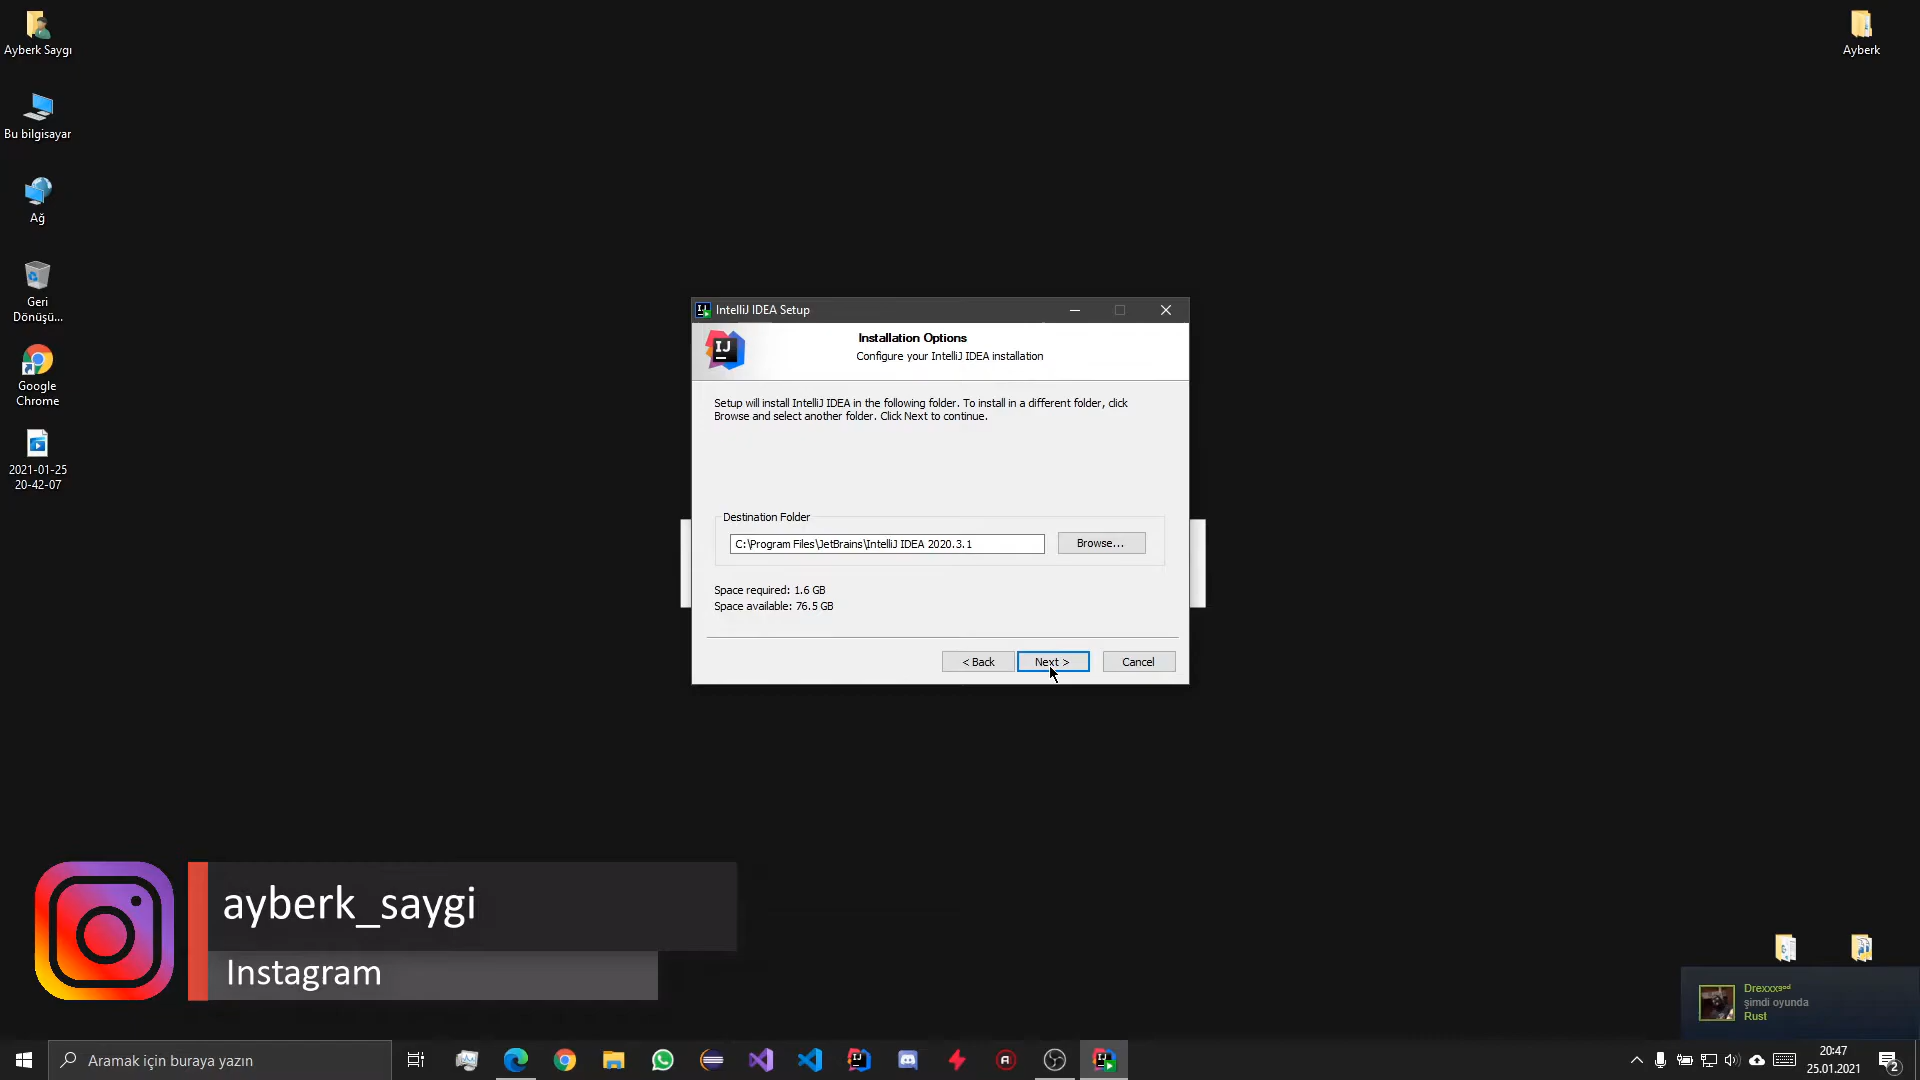 Ayberk Saygı
Bu bilgisayar
Ağ
Geri
Dönüşü...
Google
Chrome
2021-01-25
20-42-07
Ayberk
IntelliJ IDEA Setup
IJ
Installation Options
Configure your IntelliJ IDEA installation
Setup will install IntelliJ IDEA in the following folder. To install in a different folder, click
Browse and select another folder. Click Next to continue.
Destination Folder
C:\Program Files\JetBrains\IntelliJ IDEA 2020.3.1
Browse...
Space required: 1.6 GB
Space available: 76.5 GB
< Back
Next >
Cancel
ayberk_saygi
Instagram
Drexxxᵍᵒᵈ
şimdi oyunda
Rust
Aramak için buraya yazın
20:47
25.01.2021
2